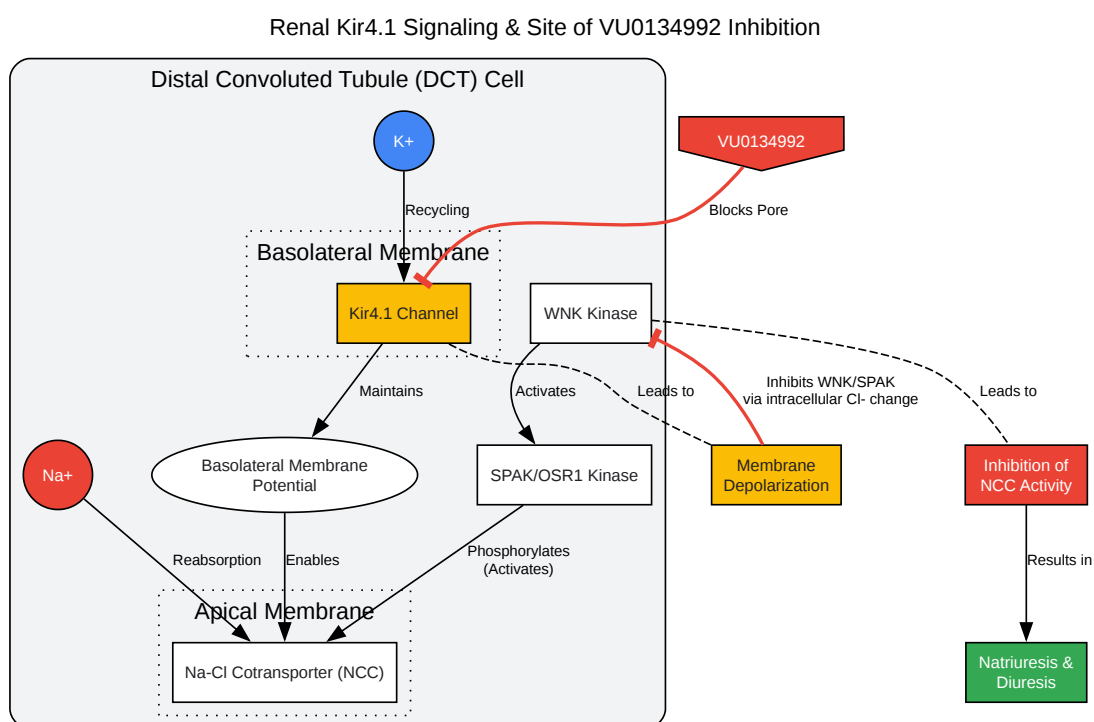 Renal Kir4.1 Signaling & Site of VU0134992 Inhibition
Distal Convoluted Tubule (DCT) Cell
K+
VU0134992
Recycling
Blocks Pore
Basolateral Membrane
Kir4.1 Channel
WNK Kinase
Maintains
Activates
Leads to
Inhibits WNK/SPAK
via intracellular Cl- change
Leads to
Na+
Basolateral Membrane
Potential
SPAK/OSR1 Kinase
Membrane
Depolarization
Inhibition of
NCC Activity
Reabsorption
Enables
Phosphorylates
(Activates)
Results in
Apical Membrane
Na-Cl Cotransporter (NCC)
Natriuresis &
Diuresis